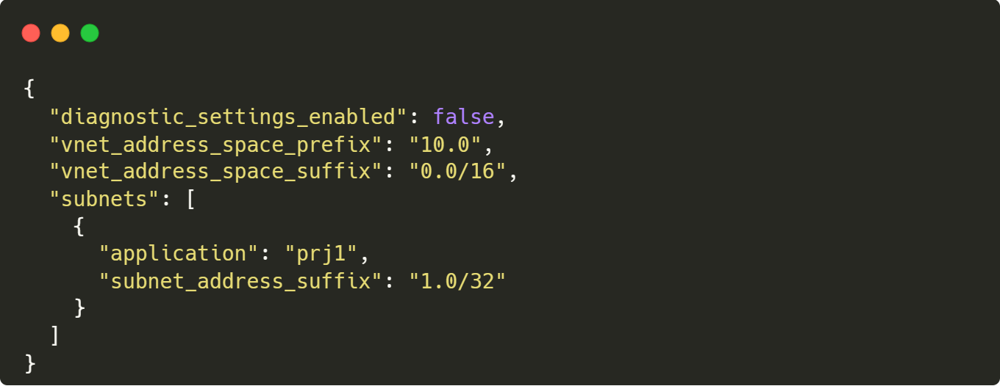 {
  "diagnostic_settings_enabled": false,
  "vnet_address_space_prefix": "10.0",
  "vnet_address_space_suffix": "0.0/16",
  "subnets": [
    {
      "application": "prj1",
      "subnet_address_suffix": "1.0/32"
    }
  ]
}